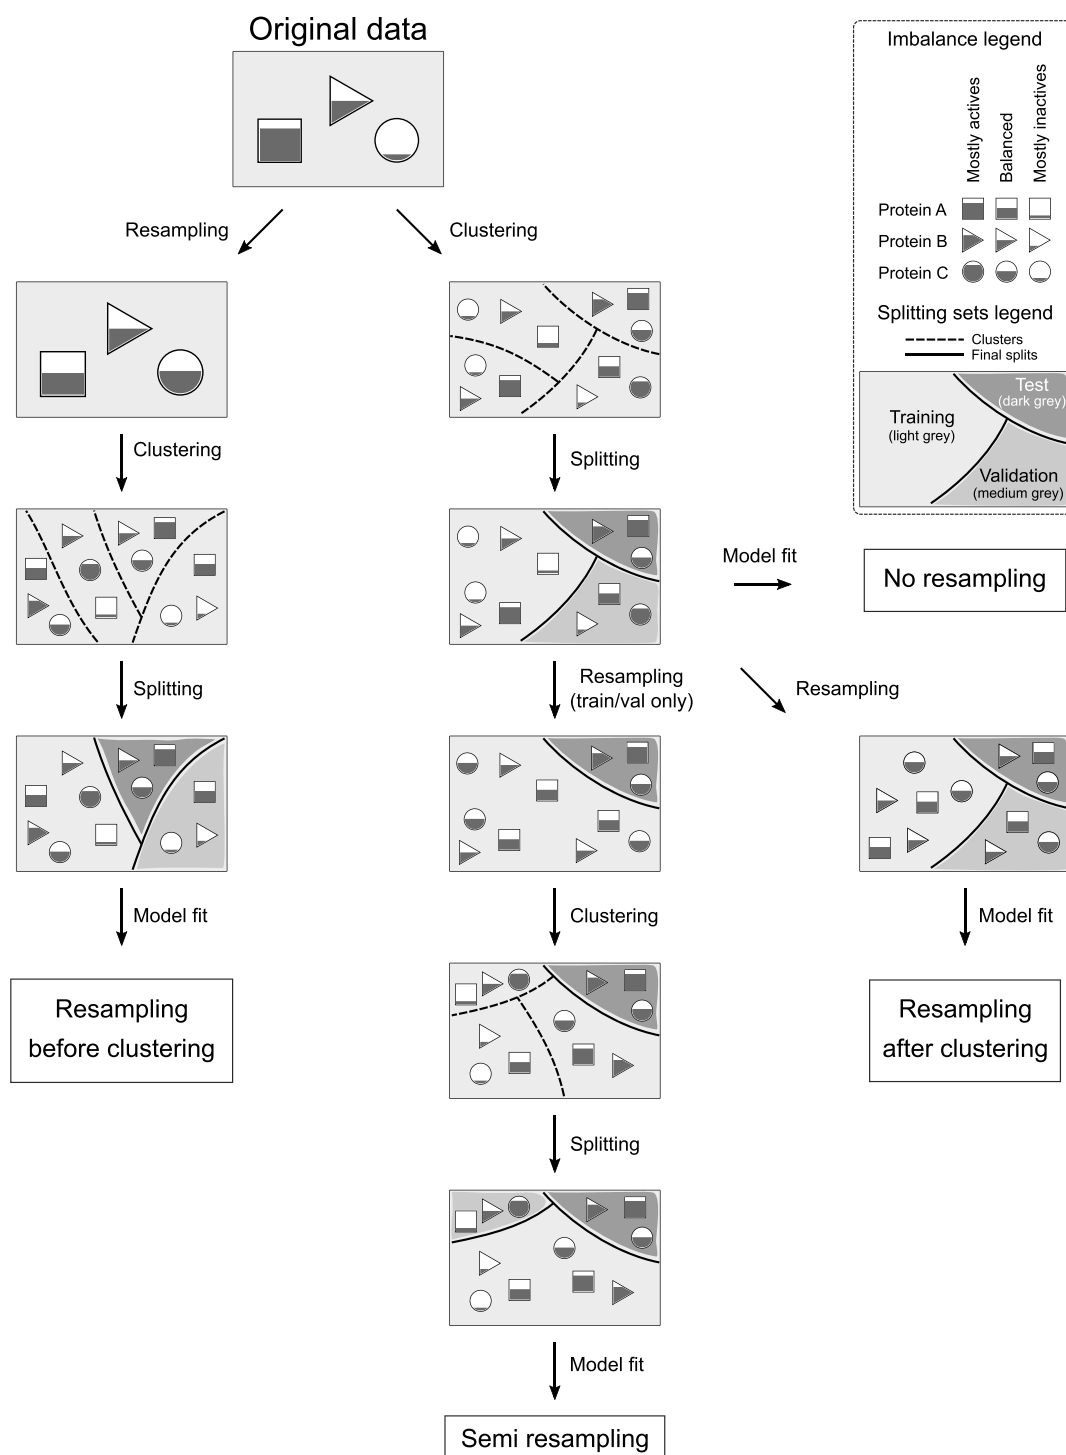 Original data
Resampling
Clustering
Clustering
Splitting
Splitting
Model fit
No resampling
Resampling
(train/val only)
Resampling
Model fit
Resampling
before clustering
Clustering
Model fit
Resampling
after clustering
Splitting
Model fit
Semi resampling
Imbalance legend
Mostly actives
Balanced
Mostly inactives
Protein A
Protein B
Protein C
Splitting sets legend
Clusters
Final splits
Test
(dark grey)
Training
(light grey)
Validation
(medium grey)